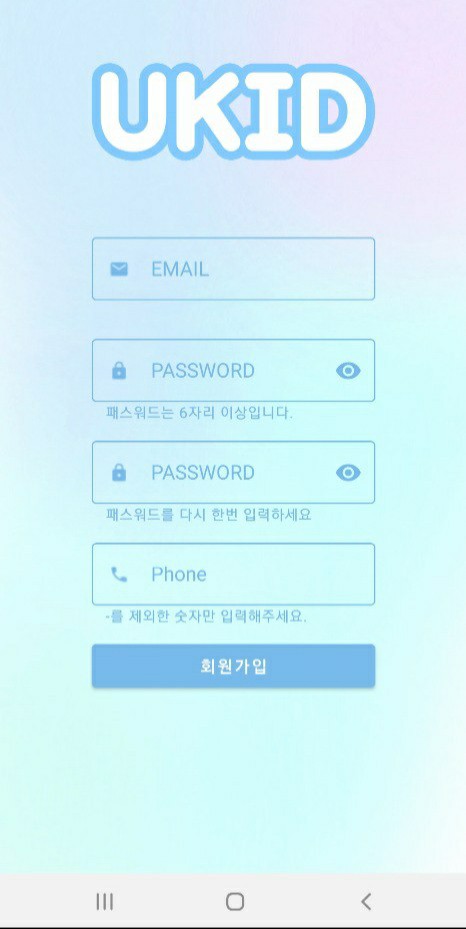 UKID
EMAIL
PASSWORD
패스워드는 6자리 이상입니다.
PASSWORD
패스워드를 다시 한번 입력하세요
Phone
-를 제외한 숫자만 입력해주세요.
회원가입